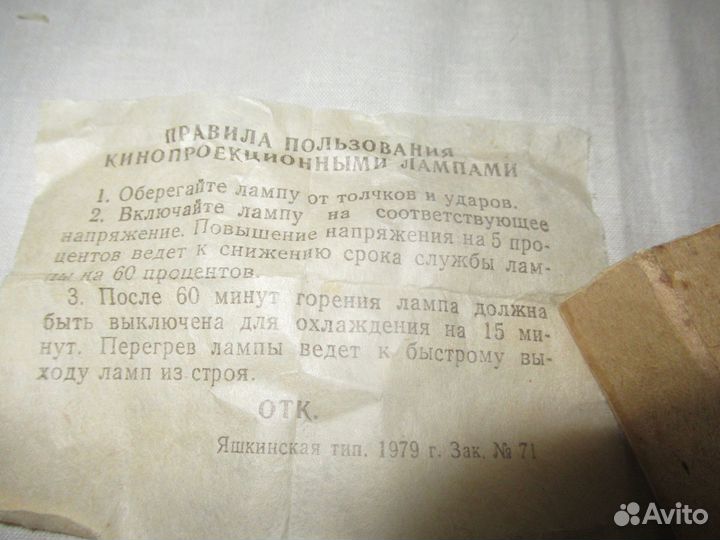 ПРАВИЛА ПОЛЬЗОВАНИЯ
КИНОПРОЕКЦИОННЫМИ ЛАМПАМИ
1. Оберегайте лампу от толчков и ударов.
2. Включайте лампу на соответствующее
напряжение. Повышение напряжения на 5 про-
центов ведет к снижению срока службы лам-
пы на 60 процентов.
3. После 60 минут горения лампа должна
быть выключена для охлаждения на 15 ми-
нут. Перегрев лампы ведет к быстрому вы-
ходу ламп из строя.
ОТК.
Яшкинская тип. 1979 г. Зак. № 71
Avito